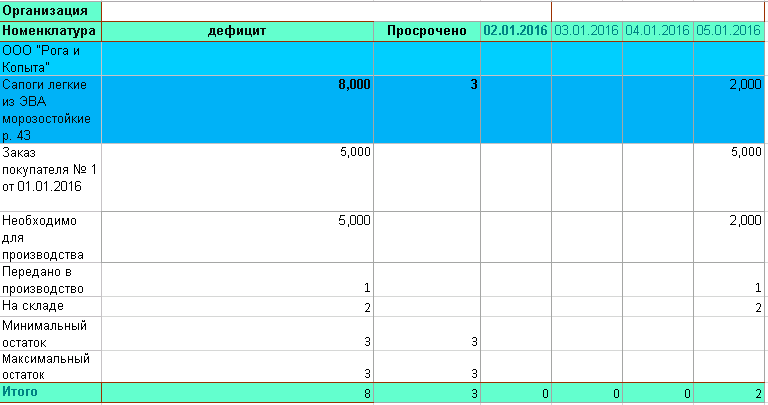 Организация
Номенклатура дефицит Просрочено 02.01.2016 03.01.2016 04.01.2016 05.01.2016
ООО "Рога и
Копыта"
Сапоги легкие 8,000 3 2,000
из ЭВА
морозостойкие
р. 43
Заказ 5,000 5,000
покупателя № 1
от 01.01.2016
Необходимо 5,000 2,000
для
производства
Передано в
производство 1 1
На складе 2 2
Минимальный
остаток 3 3
Максимальный
остаток 3 3
Итого 8 3 0 0 0 2